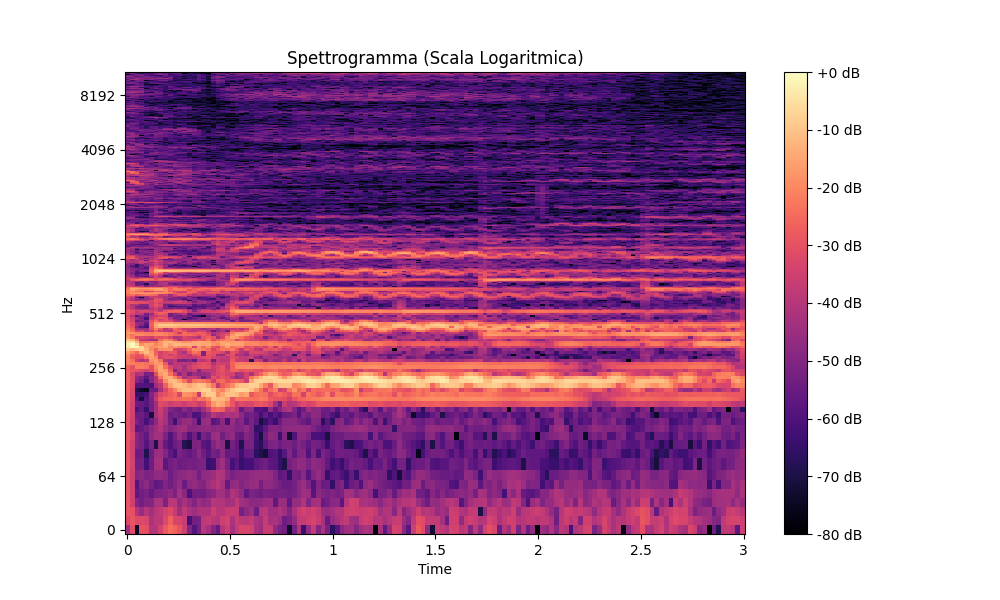 Spettrogramma (Scala Logaritmica)
8192
4096
2048
1024
512
256
128
64
0
Hz
0
0.5
1
1.5
2
2.5
3
Time
+0 dB
-10 dB
-20 dB
-30 dB
-40 dB
-50 dB
-60 dB
-70 dB
-80 dB